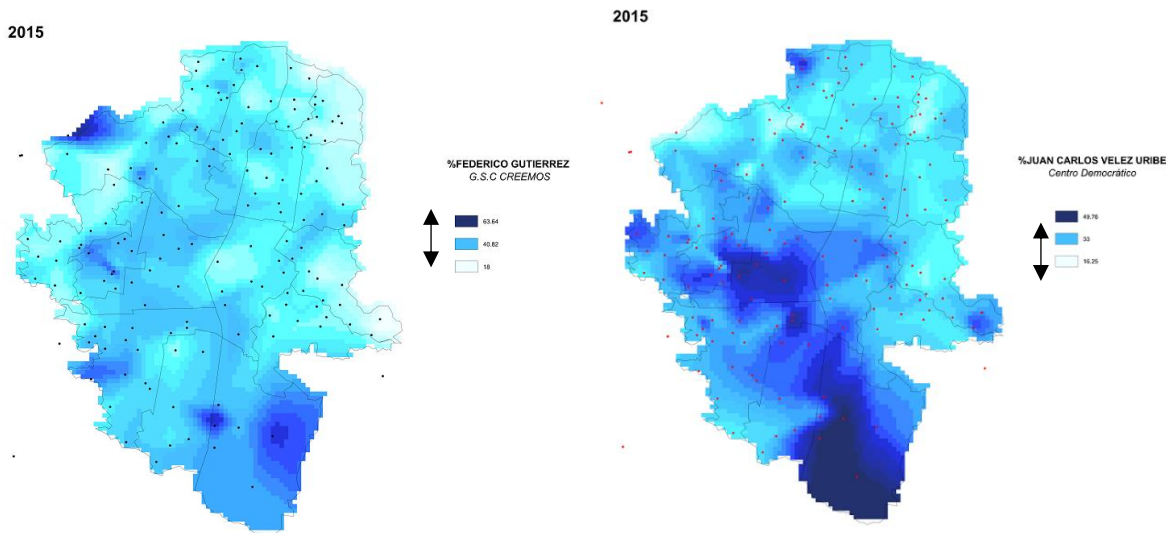 2015
%FEDERICO GUTIERREZ
G.S.C CREEMOS
63.64
40.82
18
2015
%JUAN CARLOS VELEZ URIBE
Centro Democrático
49.76
33
16.25